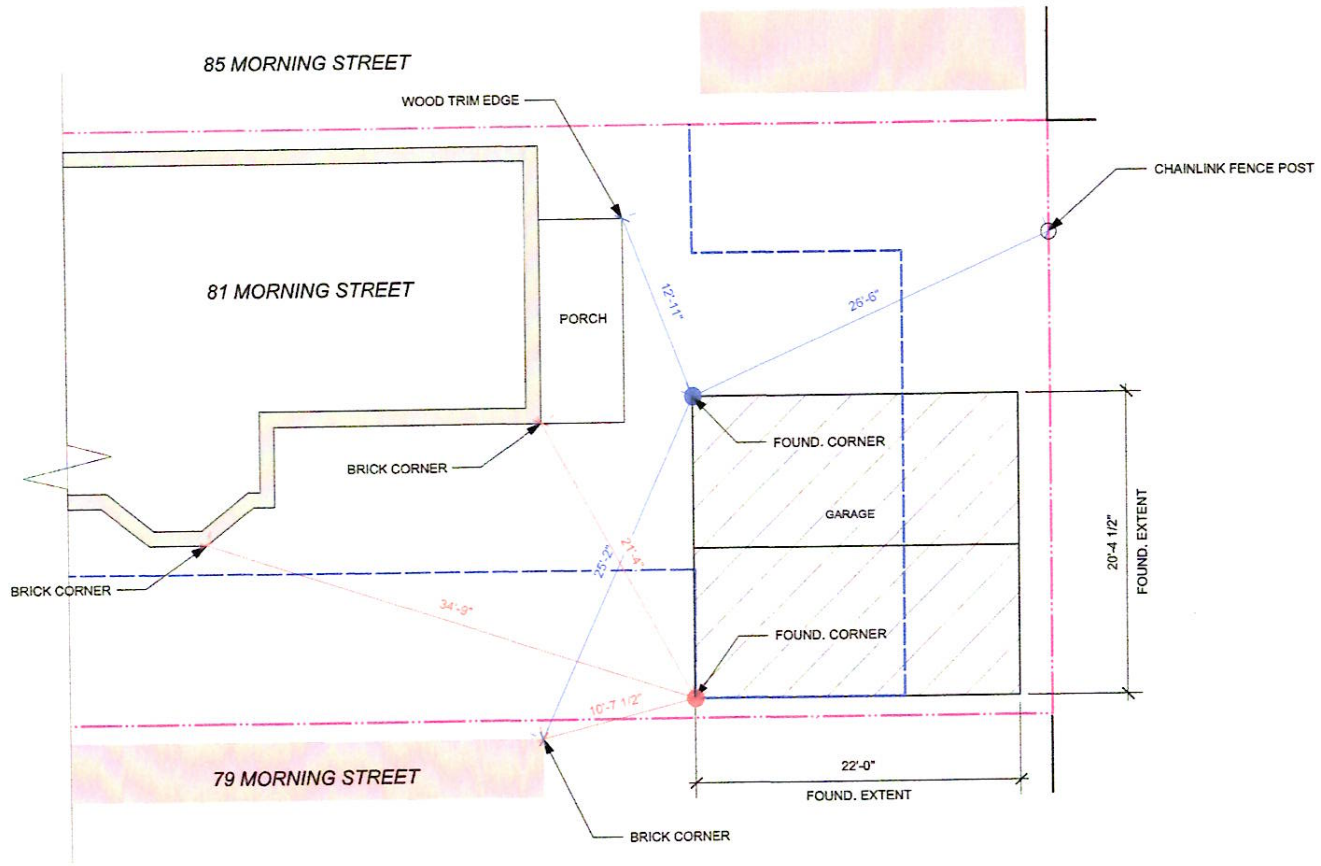 85 MORNING STREET
WOOD TRIM EDGE
CHAINLINK FENCE POST
81 MORNING STREET
PORCH
12'-11"
26'-6"
BRICK CORNER
FOUND. CORNER
GARAGE
20'-4 1/2"
FOUND. EXTENT
25'-2"
21'-4"
BRICK CORNER
34'-9"
FOUND. CORNER
10'-7 1/2"
79 MORNING STREET
22'-0"
FOUND. EXTENT
BRICK CORNER